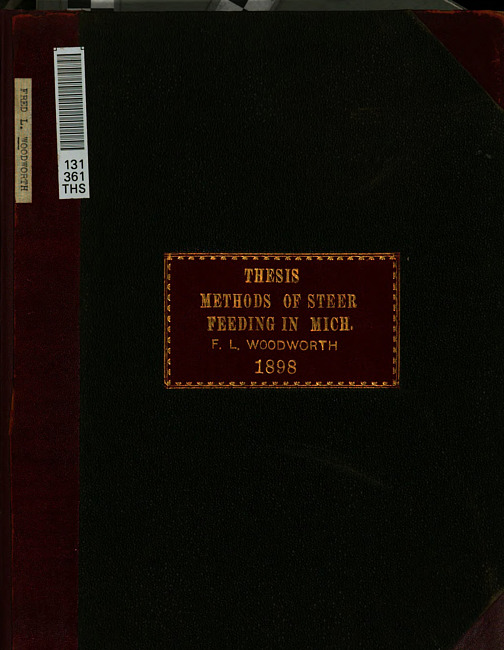 FRED L. WOODWORTH
131
361
THS
THESIS
METHODS OF STEER
FEEDING IN MICH.
F. L. WOODWORTH
1898